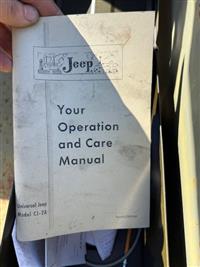 Jeep
Your
Operation
and Care
Manual
Universal Jeep
Model CJ-2A